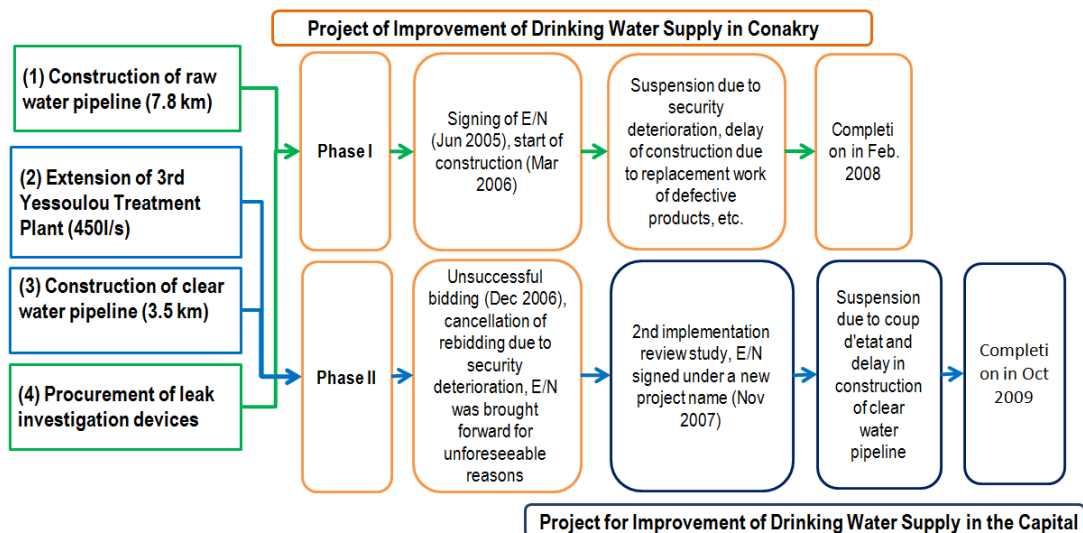 Project of Improvement of Drinking Water Supply in Conakry
(1) Construction of raw
water pipeline (7.8 km)
(2) Extension of 3rd
Yessoulou Treatment
Plant (450l/s)
(3) Construction of clear
water pipeline (3.5 km)
(4) Procurement of leak
investigation devices
Phase I
Signing of E/N
(Jun 2005), start of
construction (Mar
2006)
Suspension due to
security
deterioration, delay
of construction due
to replacement work
of defective
products, etc.
Completi
on in Feb.
2008
Phase II
Unsuccessful
bidding (Dec 2006),
cancellation of
rebidding due to
security
deterioration, E/N
was brought
forward for
unforeseeable
reasons
2nd implementation
review study, E/N
signed under a new
project name (Nov
2007)
Suspension
due to coup
d'etat and
delay in
construction
of clear
water
pipeline
Completi
on in Oct
2009
Project for Improvement of Drinking Water Supply in the Capital